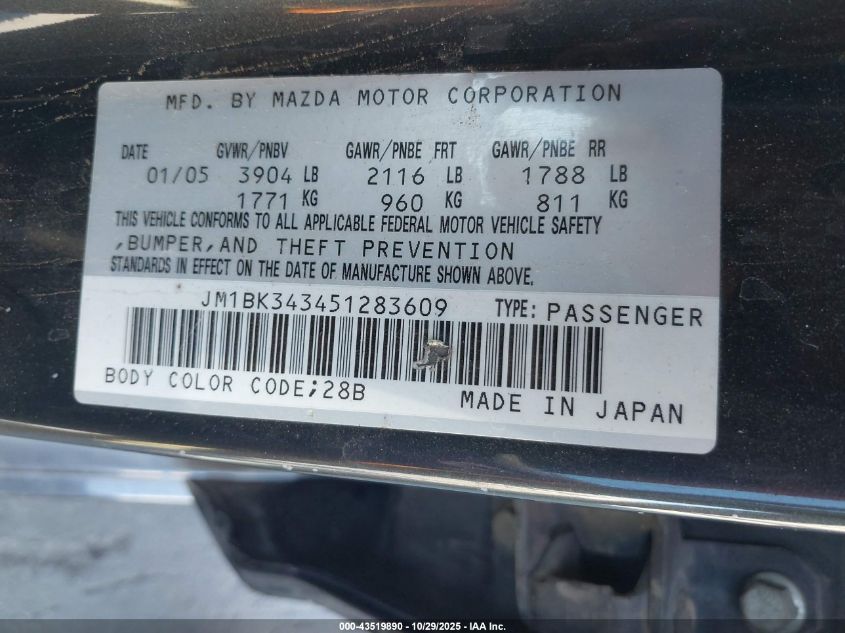 MFD. BY MAZDA MOTOR CORPORATION
DATE GVWR/PNBV GAWR/PNBE FRT GAWR/PNBE RR
01/05 3904 LB 2116 LB 1788 LB
1771 KG 960 KG 811 KG
THIS VEHICLE CONFORMS TO ALL APPLICABLE FEDERAL MOTOR VEHICLE SAFETY
,BUMPER,AND THEFT PREVENTION
STANDARDS IN EFFECT ON THE DATE OF MANUFACTURE SHOWN ABOVE.
JM1BK343451283609 TYPE: PASSENGER
BODY COLOR CODE;28B MADE IN JAPAN
000-43519890 - 10/29/2025 - IAA Inc.